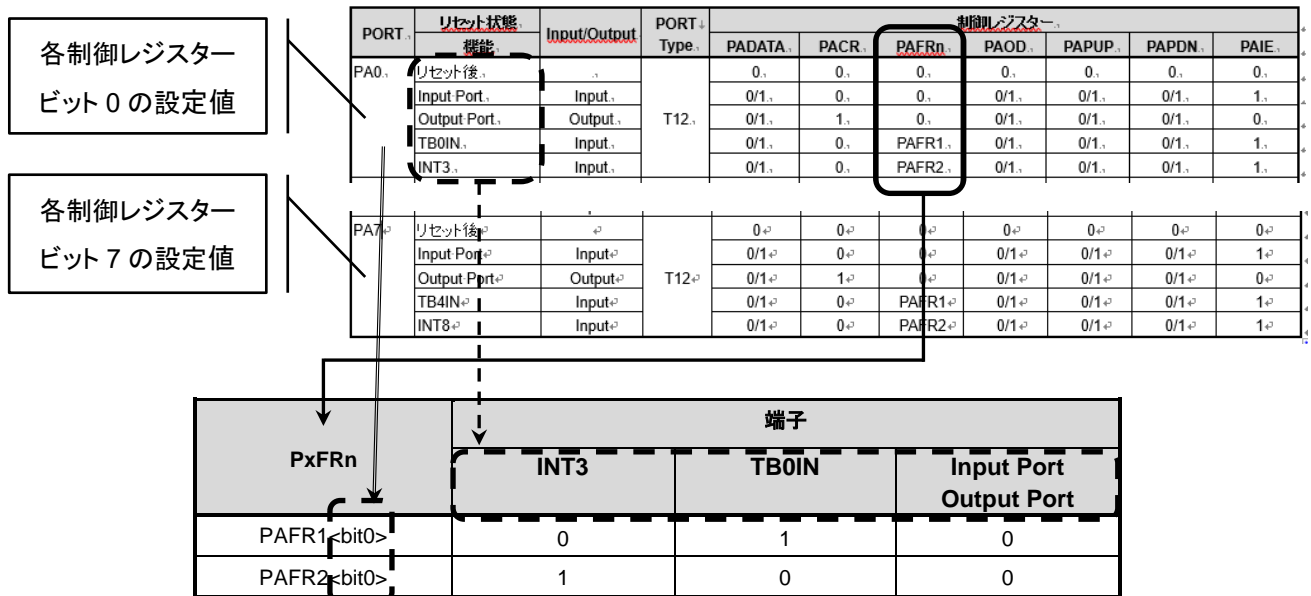 各制御レジスター
ビット 0 の設定値
各制御レジスター
ビット 7 の設定値
PORT リセット状態 Input/Output PORT 制御レジスター
機能 Type PADATA PACR PAFRn PAOD PAPUP PAPDN PAIE
PA0 リセット後 0 0 0 0 0 0 0
Input Port Input 0/1 0 0 0/1 0/1 0/1 1
Output Port Output T12 0/1 1 0 0/1 0/1 0/1 0
TB0IN Input 0/1 0 PAFR1 0/1 0/1 0/1 1
INT3 Input 0/1 0 PAFR2 0/1 0/1 0/1 1
PA7 リセット後 0 0 0 0 0 0 0
Input Port Input 0/1 0 0 0/1 0/1 0/1 1
Output Port Output T12 0/1 1 0 0/1 0/1 0/1 0
TB4IN Input 0/1 0 PAFR1 0/1 0/1 0/1 1
INT8 Input 0/1 0 PAFR2 0/1 0/1 0/1 1
PxFRn 端子
INT3 TB0IN Input Port
Output Port
PAFR1<bit0> 0 1 0
PAFR2<bit0> 1 0 0